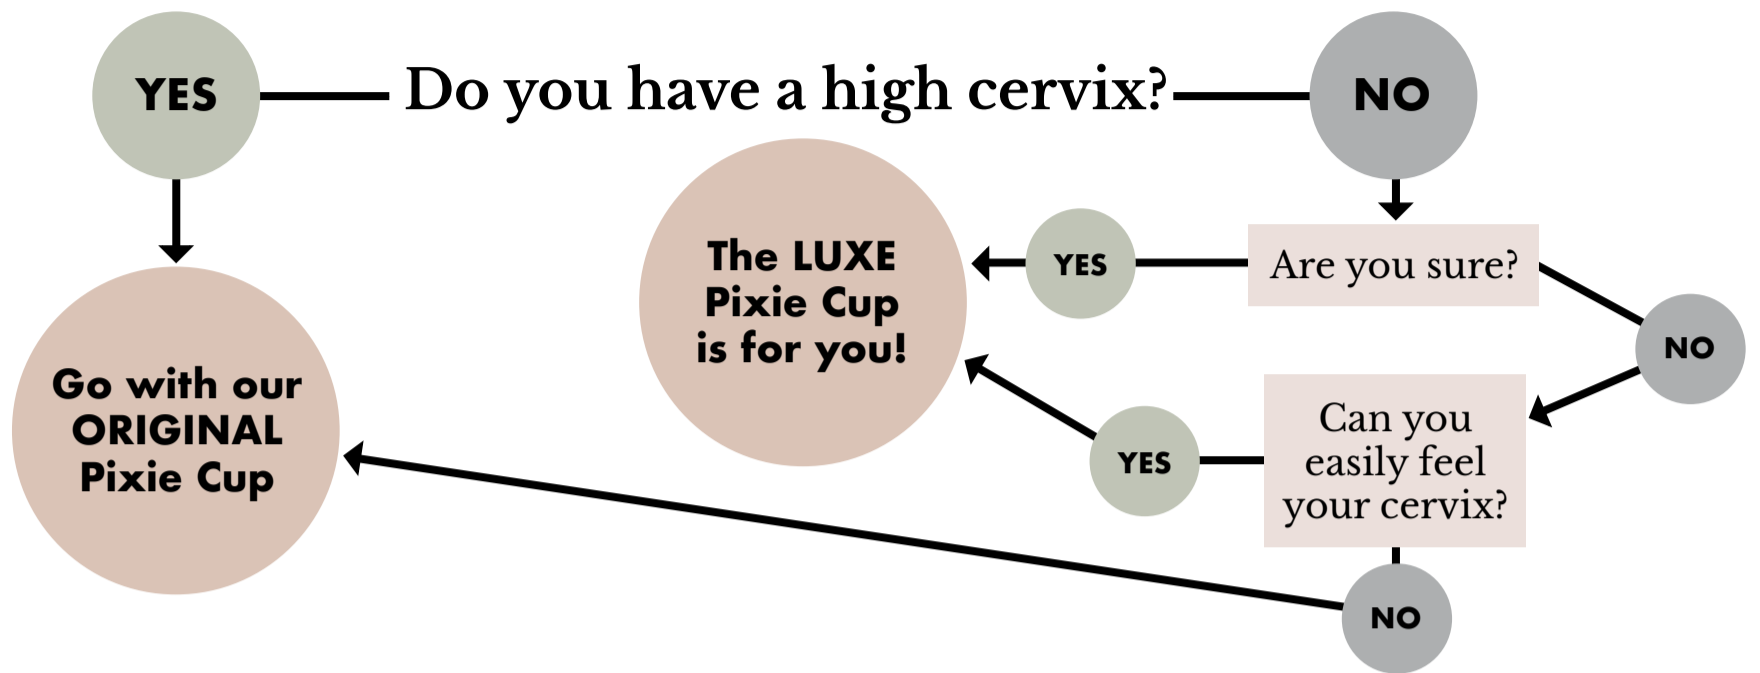 YES
Do you have a high cervix?
NO
The LUXE
Pixie Cup
is for you!
YES
Are you sure?
NO
Go with our
ORIGINAL
Pixie Cup
YES
Can you
easily feel
your cervix?
NO